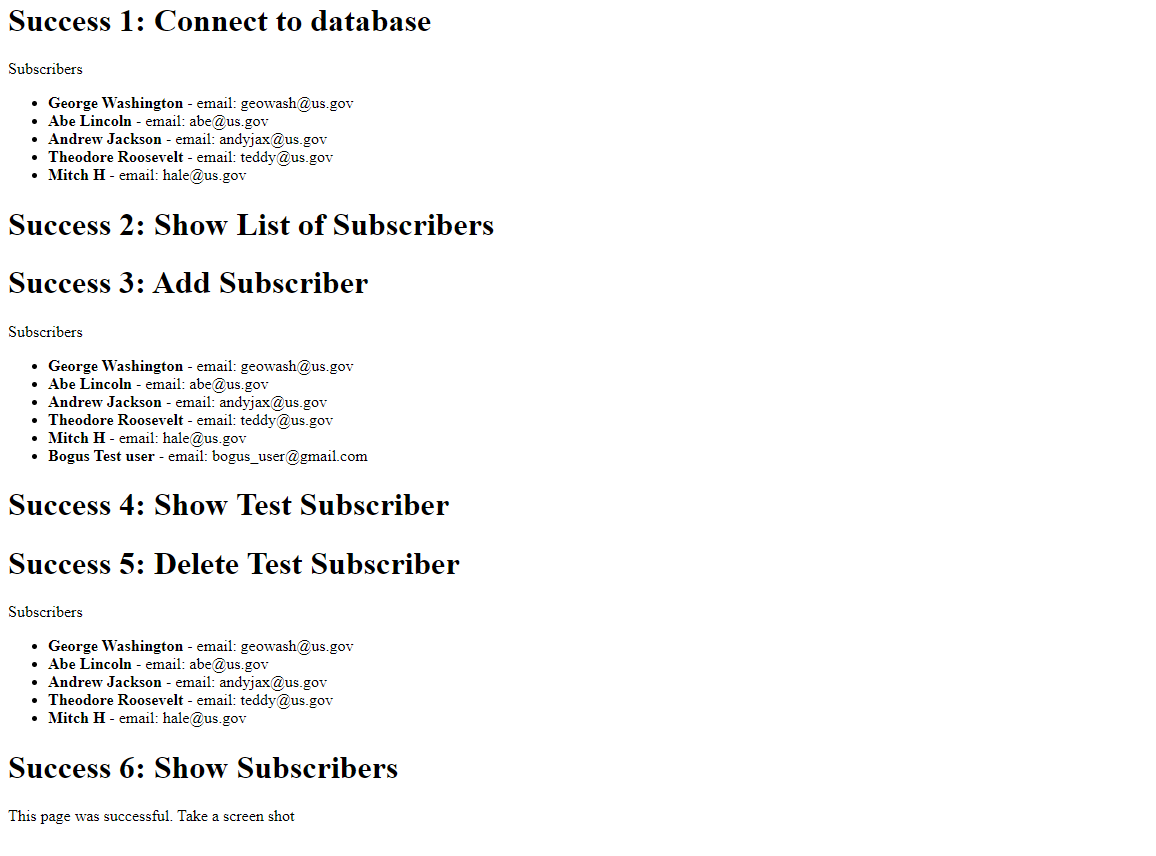 Success 1: Connect to database
Subscribers
George Washington - email: geowash@us.gov
Abe Lincoln - email: abe@us.gov
Andrew Jackson - email: andyjax@us.gov
Theodore Roosevelt - email: teddy@us.gov
Mitch H - email: hale@us.gov
Success 2: Show List of Subscribers
Success 3: Add Subscriber
Subscribers
George Washington - email: geowash@us.gov
Abe Lincoln - email: abe@us.gov
Andrew Jackson - email: andyjax@us.gov
Theodore Roosevelt - email: teddy@us.gov
Mitch H - email: hale@us.gov
Bogus Test user - email: bogus_user@gmail.com
Success 4: Show Test Subscriber
Success 5: Delete Test Subscriber
Subscribers
George Washington - email: geowash@us.gov
Abe Lincoln - email: abe@us.gov
Andrew Jackson - email: andyjax@us.gov
Theodore Roosevelt - email: teddy@us.gov
Mitch H - email: hale@us.gov
Success 6: Show Subscribers
This page was successful. Take a screen shot